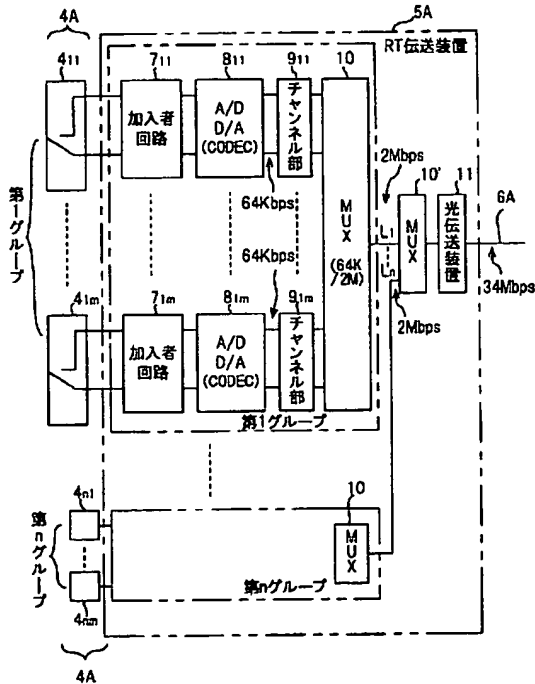 4A
5A
RT伝送装置
4₁₁
7₁₁
8₁₁
9₁₁
10
加入者
回路
A/D
D/A
(CODEC)
チャンネル部
2Mbps
10'
11
第1グループ
64Kbps
MUX
(64K
/2M)
L₁
Lₙ
MUX
光伝送装置
6A
64Kbps
34Mbps
2Mbps
4₁ₘ
7₁ₘ
8₁ₘ
9₁ₘ
加入者
回路
A/D
D/A
(CODEC)
チャンネル部
第1グループ
4ₙ₁
10
第nグループ
MUX
4ₙₘ
第nグループ
4A